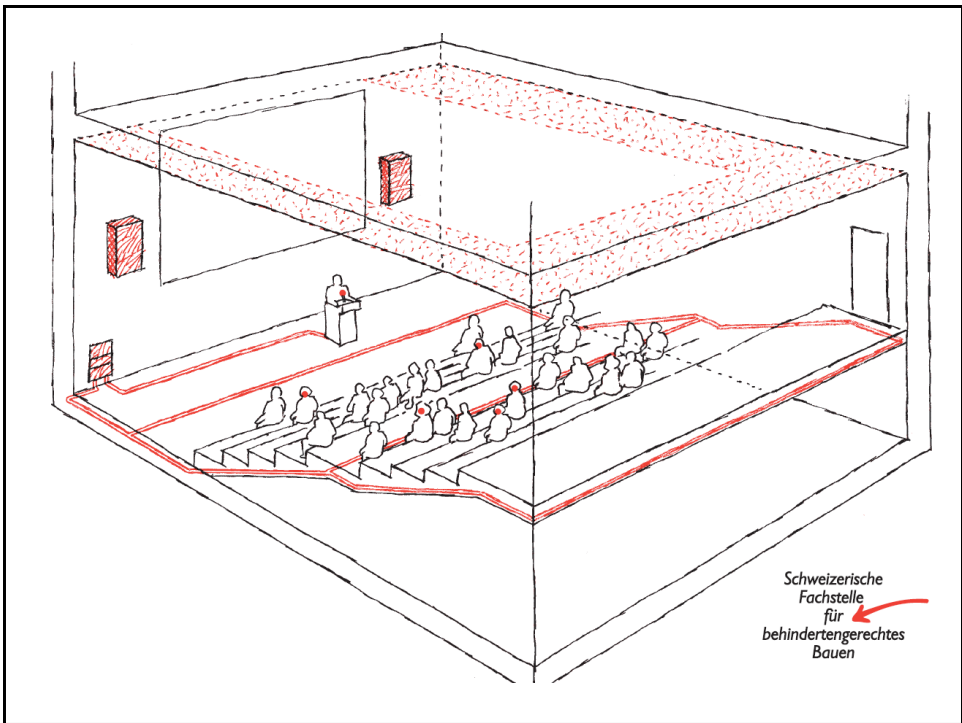 Schweizerische
Fachstelle
für
behindertengerechtes
Bauen